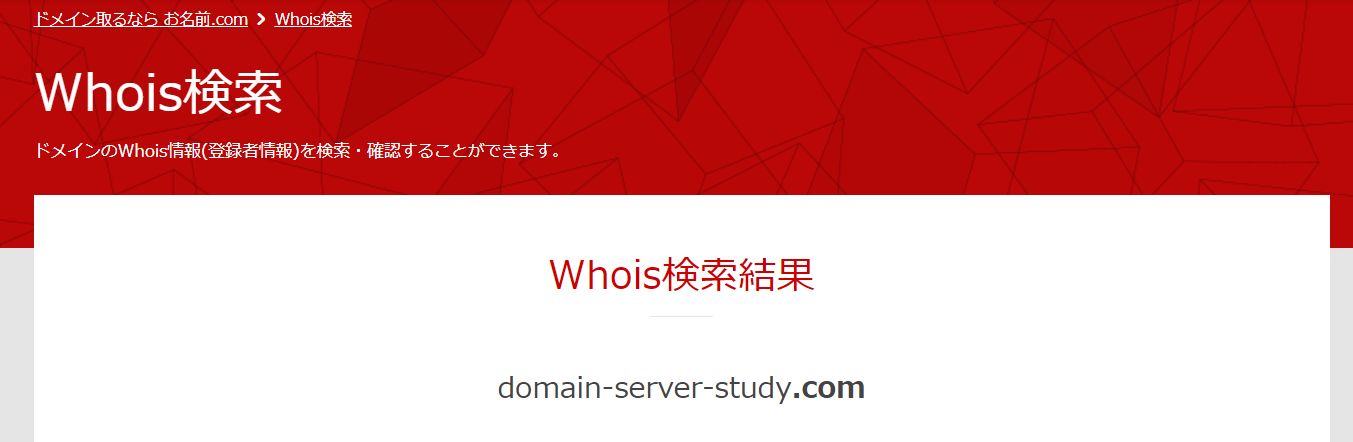 ドメイン取るなら お名前.com > Whois検索
Whois検索
ドメインのWhois情報(登録者情報)を検索・確認することができます。
Whois検索結果
domain-server-study.com